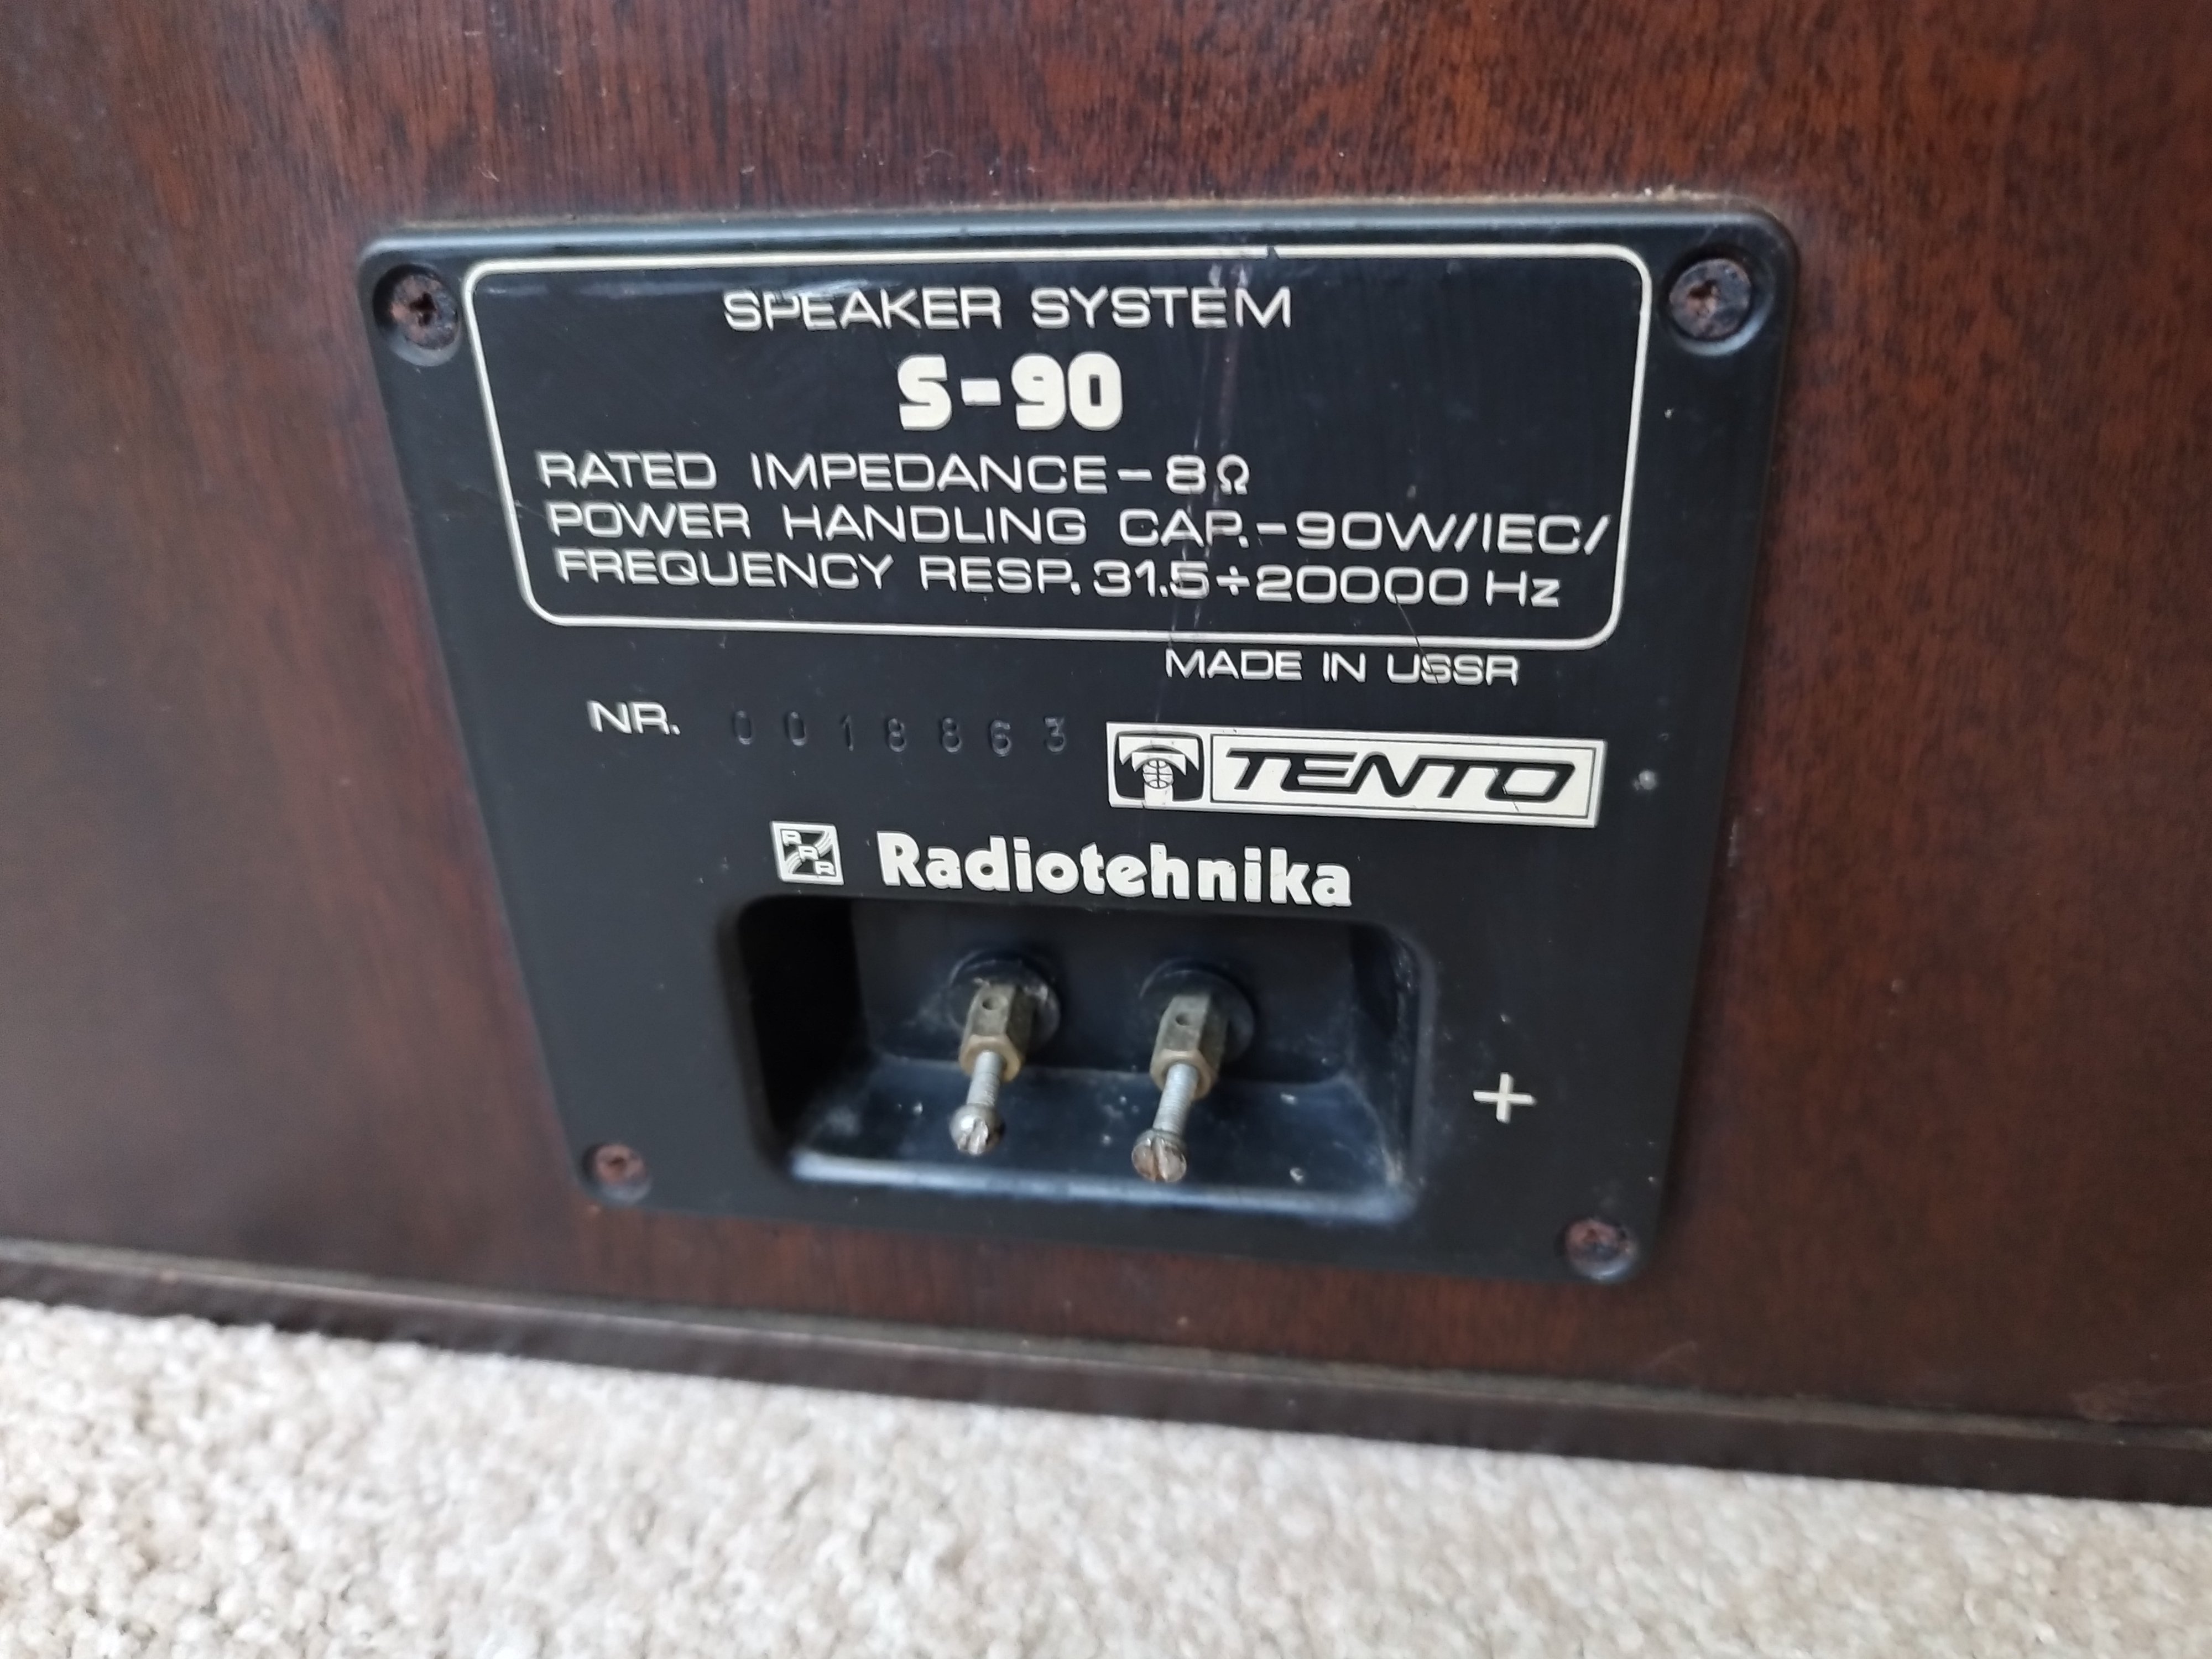 SPEAKER SYSTEM
S-90
RATED IMPEDANCE-8Ω
POWER HANDLING CAP.-90W/IEC/
FREQUENCY RESP. 31.5÷20000 Hz
MADE IN USSR
NR. 0018863
TENTO
RRR Radiotehnika
+